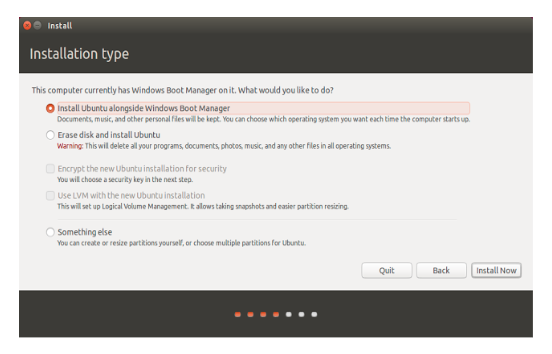 Install
Installation type
This computer currently has Windows Boot Manager on it. What would you like to do?
Install Ubuntu alongside Windows Boot Manager
Documents, music, and other personal files will be kept. You can choose which operating system you want each time the computer starts up.
Erase disk and install Ubuntu
Warning: This will delete all your programs, documents, photos, music, and any other files in all operating systems.
Encrypt the new Ubuntu installation for security
You will choose a security key in the next step.
Use LVM with the new Ubuntu installation
This will set up Logical Volume Management. It allows taking snapshots and easier partition resizing.
Something else
You can create or resize partitions yourself, or choose multiple partitions for Ubuntu.
Quit Back Install Now